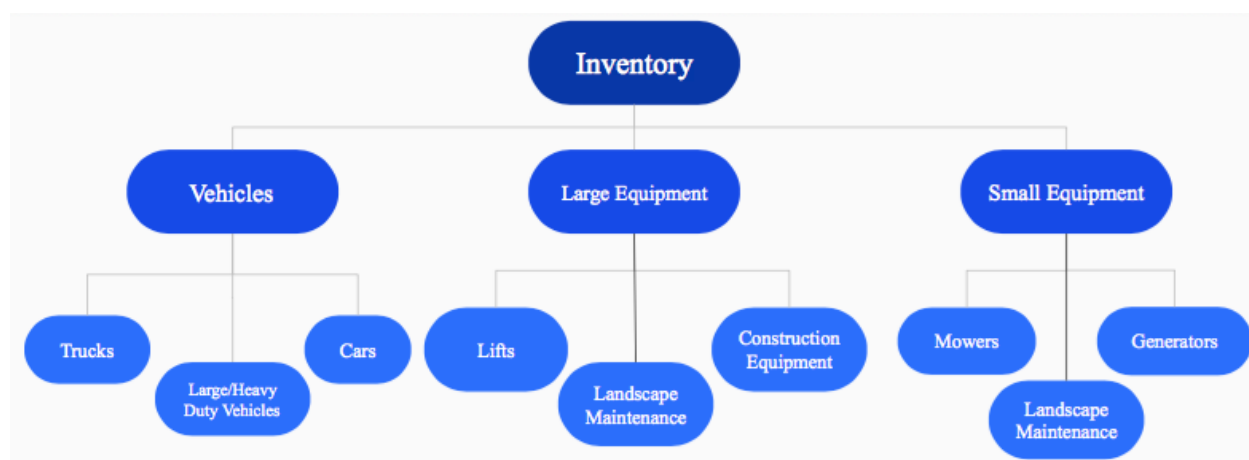 Inventory
Vehicles
Large Equipment
Small Equipment
Trucks
Large/Heavy
Duty Vehicles
Cars
Lifts
Landscape
Maintenance
Construction
Equipment
Mowers
Landscape
Maintenance
Generators